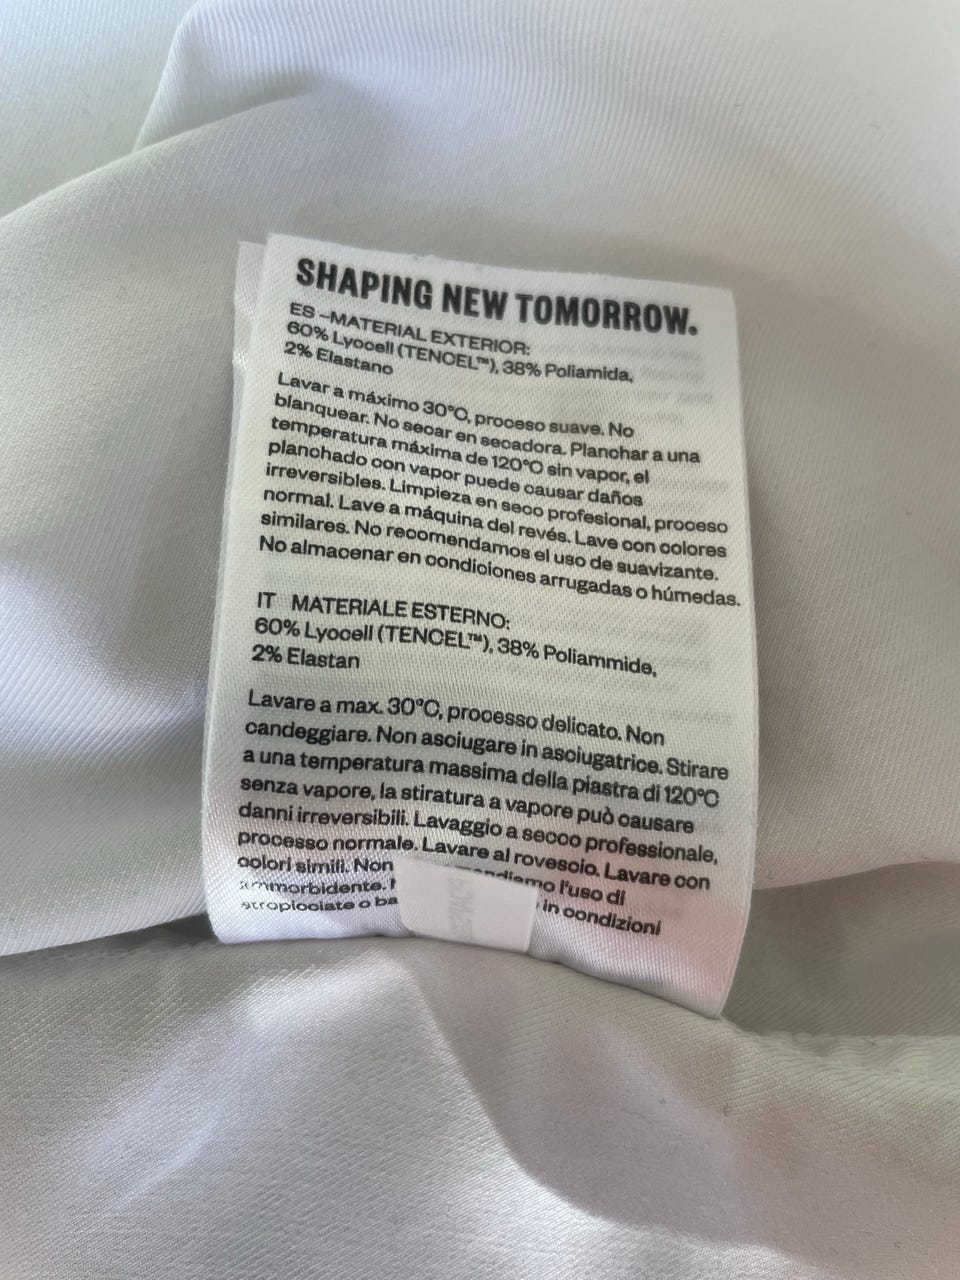 SHAPING NEW TOMORROW.
ES –MATERIAL EXTERIOR:
60% Lyocell (TENCEL™), 38% Poliamida,
2% Elastano
Lavar a máximo 30°C, proceso suave. No
blanquear. No secar en secadora. Planchar a una
temperatura máxima de 120°C sin vapor, el
planchado con vapor puede causar daños
irreversibles. Limpieza en seco profesional, proceso
normal. Lave a máquina del revés. Lave con colores
similares. No recomendamos el uso de suavizante.
No almacenar en condiciones arrugadas o húmedas.
IT MATERIALE ESTERNO:
60% Lyocell (TENCEL™), 38% Poliammide,
2% Elastan
Lavare a max. 30°C, processo delicato. Non
candeggiare. Non asciugare in asciugatrice. Stirare
a una temperatura massima della piastra di 120°C
senza vapore, la stiratura a vapore può causare
danni irreversibili. Lavaggio a secco professionale,
processo normale. Lavare al rovescio. Lavare con
colori simili. Non l'uso di
ammorbidente. in condizioni
stropicciate o